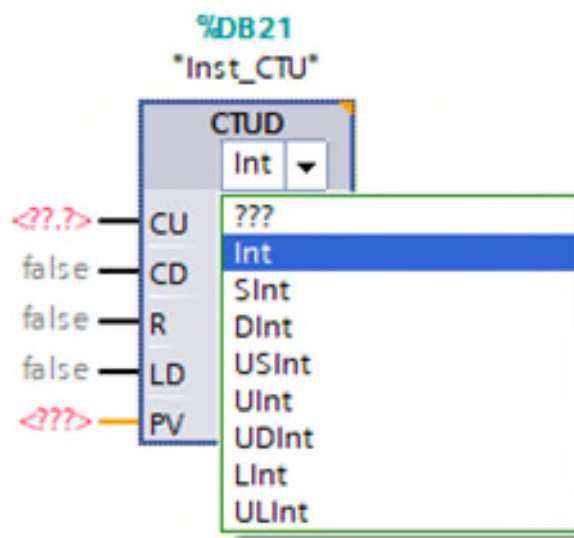 %DB21
"Inst_CTU"
CTUD
Int
<??.?> CU
false CD
false R
false LD
<???> PV
???
Int
SInt
DInt
USInt
UInt
UDInt
LInt
ULInt